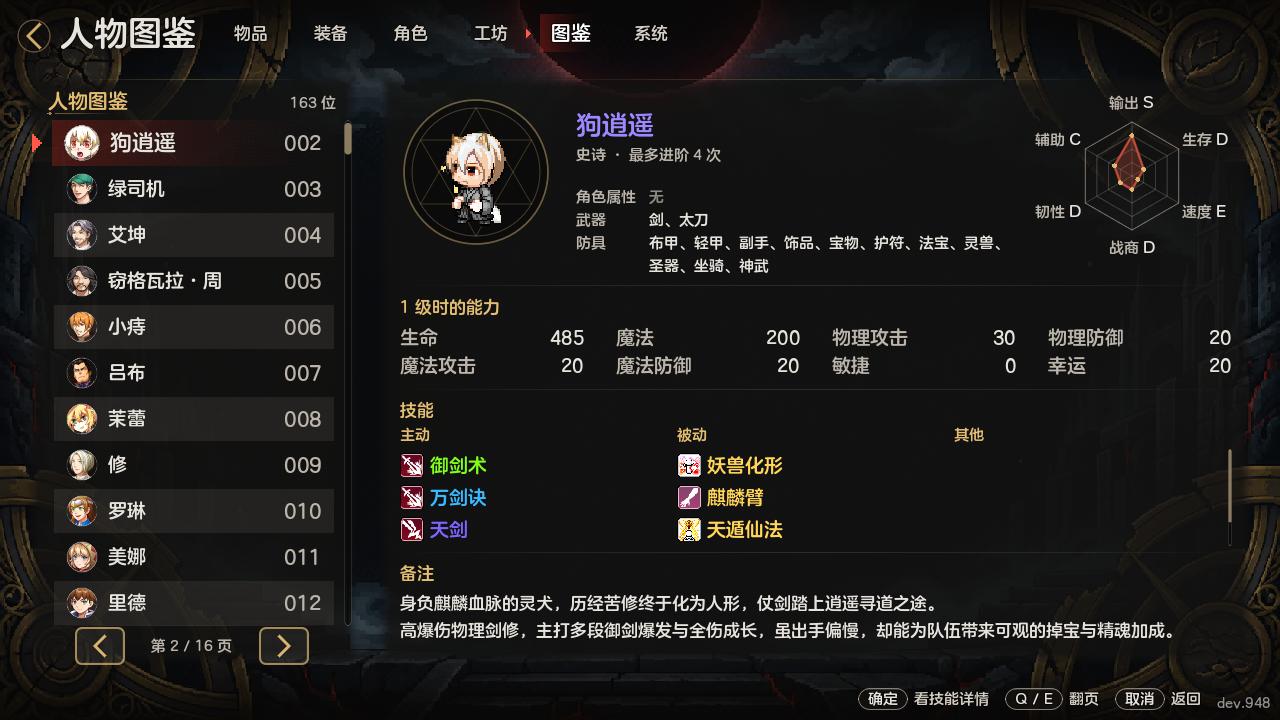 人物图鉴
物品
装备
角色
工坊
图鉴
系统
人物图鉴
163 位
狗逍遥 002
绿司机 003
艾坤 004
窃格瓦拉·周 005
小痔 006
吕布 007
茉蕾 008
修 009
罗琳 010
美娜 011
里德 012
第 2 / 16 页
狗逍遥
史诗 · 最多进阶 4 次
角色属性 无
武器 剑、太刀
防具 布甲、轻甲、副手、饰品、宝物、护符、法宝、灵兽、
圣器、坐骑、神武
输出 S
生存 D
速度 E
战商 D
韧性 D
辅助 C
1 级时的能力
生命 485 魔法 200 物理攻击 30 物理防御 20
魔法攻击 20 魔法防御 20 敏捷 0 幸运 20
技能
主动 被动 其他
御剑术 妖兽化形
万剑诀 麒麟臂
天剑 天遁仙法
备注
身负麒麟血脉的灵犬，历经苦修终于化为人形，仗剑踏上逍遥寻道之途。
高爆伤物理剑修，主打多段御剑爆发与全伤成长，虽出手偏慢，却能为队伍带来可观的掉宝与精魂加成。
确定 看技能详情 Q / E 翻页 取消 返回 dev.948